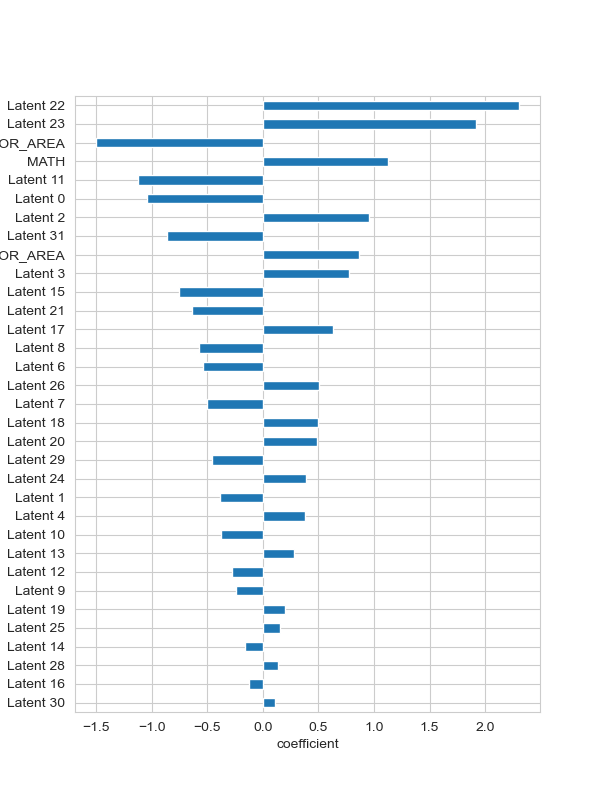 Latent 22
Latent 23
OR_AREA
MATH
Latent 11
Latent 0
Latent 2
Latent 31
OR_AREA
Latent 3
Latent 15
Latent 21
Latent 17
Latent 8
Latent 6
Latent 26
Latent 7
Latent 18
Latent 20
Latent 29
Latent 24
Latent 1
Latent 4
Latent 10
Latent 13
Latent 12
Latent 9
Latent 19
Latent 25
Latent 14
Latent 28
Latent 16
Latent 30
−1.5 −1.0 −0.5 0.0 0.5 1.0 1.5 2.0
coefficient